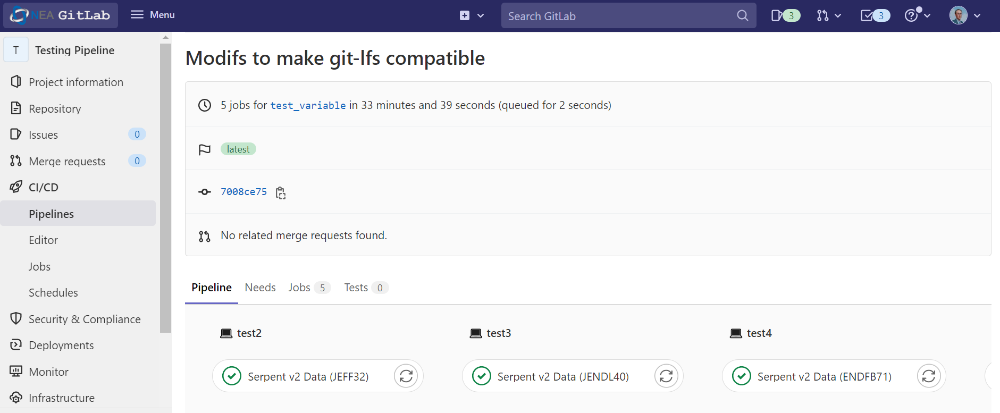 NEA GitLab
Menu
Search GitLab
3
3
T
Testing Pipeline
Project information
Repository
Issues 0
Merge requests 0
CI/CD
Pipelines
Editor
Jobs
Schedules
Security & Compliance
Deployments
Monitor
Infrastructure
Modifs to make git-lfs compatible
5 jobs for test_variable in 33 minutes and 39 seconds (queued for 2 seconds)
latest
7008ce75
No related merge requests found.
Pipeline Needs Jobs 5 Tests 0
test2 test3 test4
Serpent v2 Data (JEFF32) Serpent v2 Data (JENDL40) Serpent v2 Data (ENDFB71)